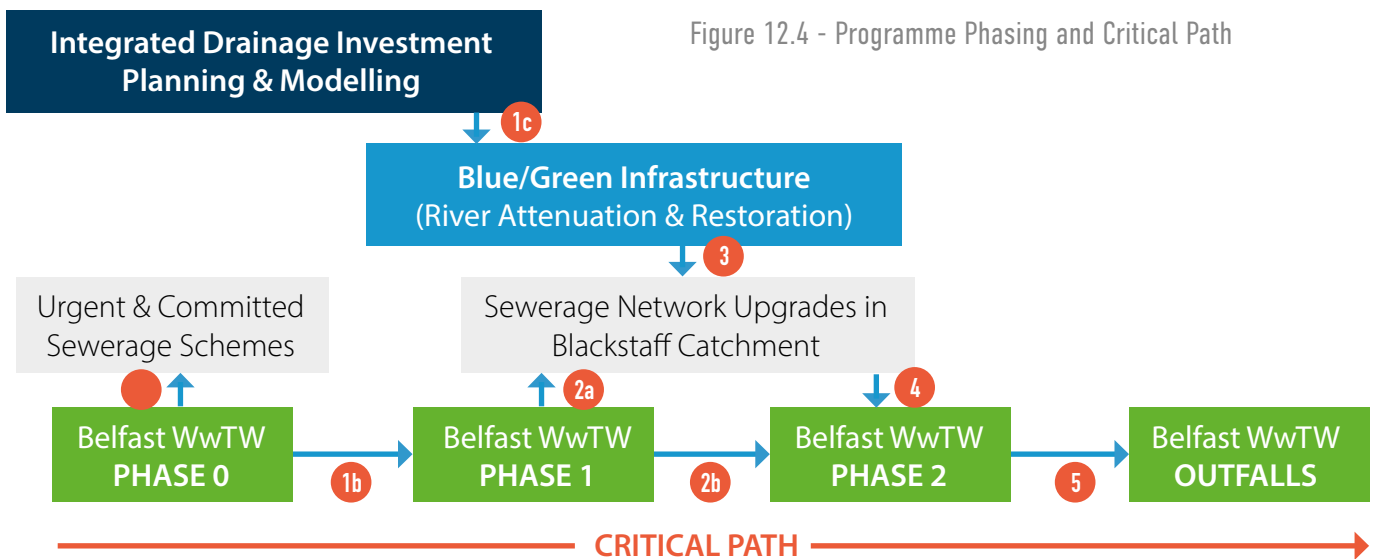 Figure 12.4 - Programme Phasing and Critical Path
Integrated Drainage Investment
Planning & Modelling
1c
Blue/Green Infrastructure
(River Attenuation & Restoration)
3
Urgent & Committed
Sewerage Schemes
Sewerage Network Upgrades in
Blackstaff Catchment
2a
4
Belfast WwTW
PHASE 0
1b
Belfast WwTW
PHASE 1
2b
Belfast WwTW
PHASE 2
5
Belfast WwTW
OUTFALLS
CRITICAL PATH